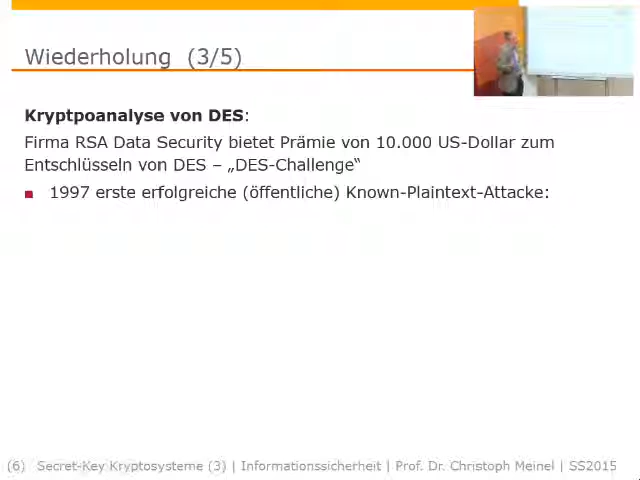 Wiederholung (3/5)
Kryptpoanalyse von DES:
Firma RSA Data Security bietet Prämie von 10.000 US-Dollar zum
Entschlüsseln von DES – „DES-Challenge“
■ 1997 erste erfolgreiche (öffentliche) Known-Plaintext-Attacke:
(6) Secret-Key Kryptosysteme (3) | Informationssicherheit | Prof. Dr. Christoph Meinel | SS2015